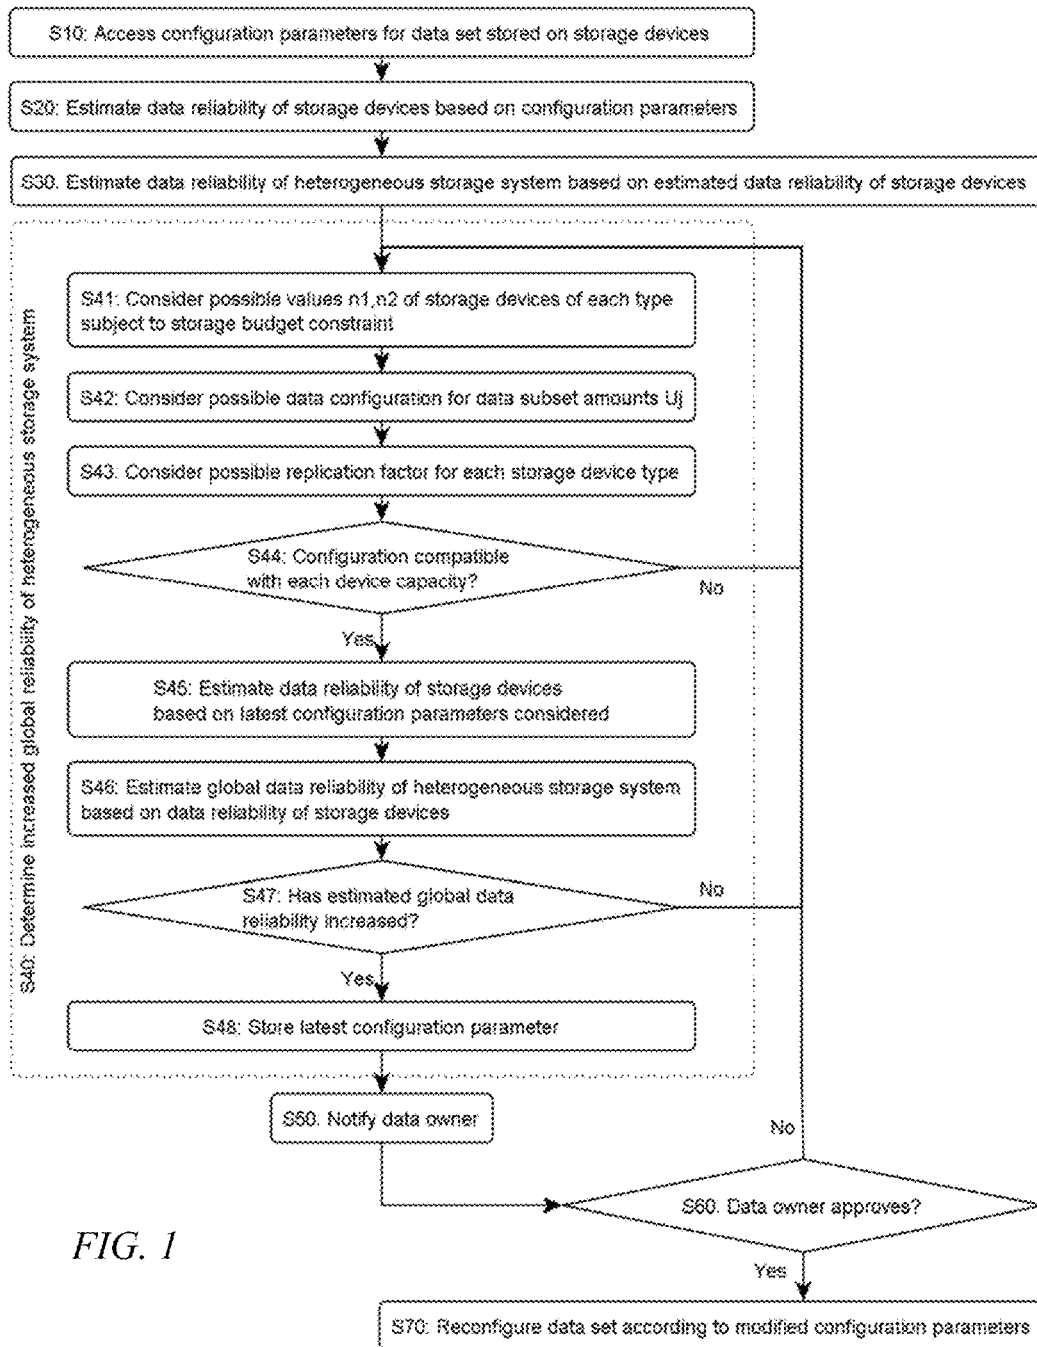 S10: Access configuration parameters for data set stored on storage devices
S20: Estimate data reliability of storage devices based on configuration parameters
S30. Estimate data reliability of heterogeneous storage system based on estimated data reliability of storage devices
S40: Determine increased global reliability of heterogeneous storage system
S41: Consider possible values n1,n2 of storage devices of each type
subject to storage budget constraint
S42: Consider possible data configuration for data subset amounts Uj
S43: Consider possible replication factor for each storage device type
S44: Configuration compatible
with each device capacity?
No
Yes
S45: Estimate data reliability of storage devices
based on latest configuration parameters considered
S46: Estimate global data reliability of heterogeneous storage system
based on data reliability of storage devices
S47: Has estimated global data
reliability increased?
No
Yes
S48: Store latest configuration parameter
S50. Notify data owner
No
S60. Data owner approves?
Yes
FIG. 1
S70: Reconfigure data set according to modified configuration parameters